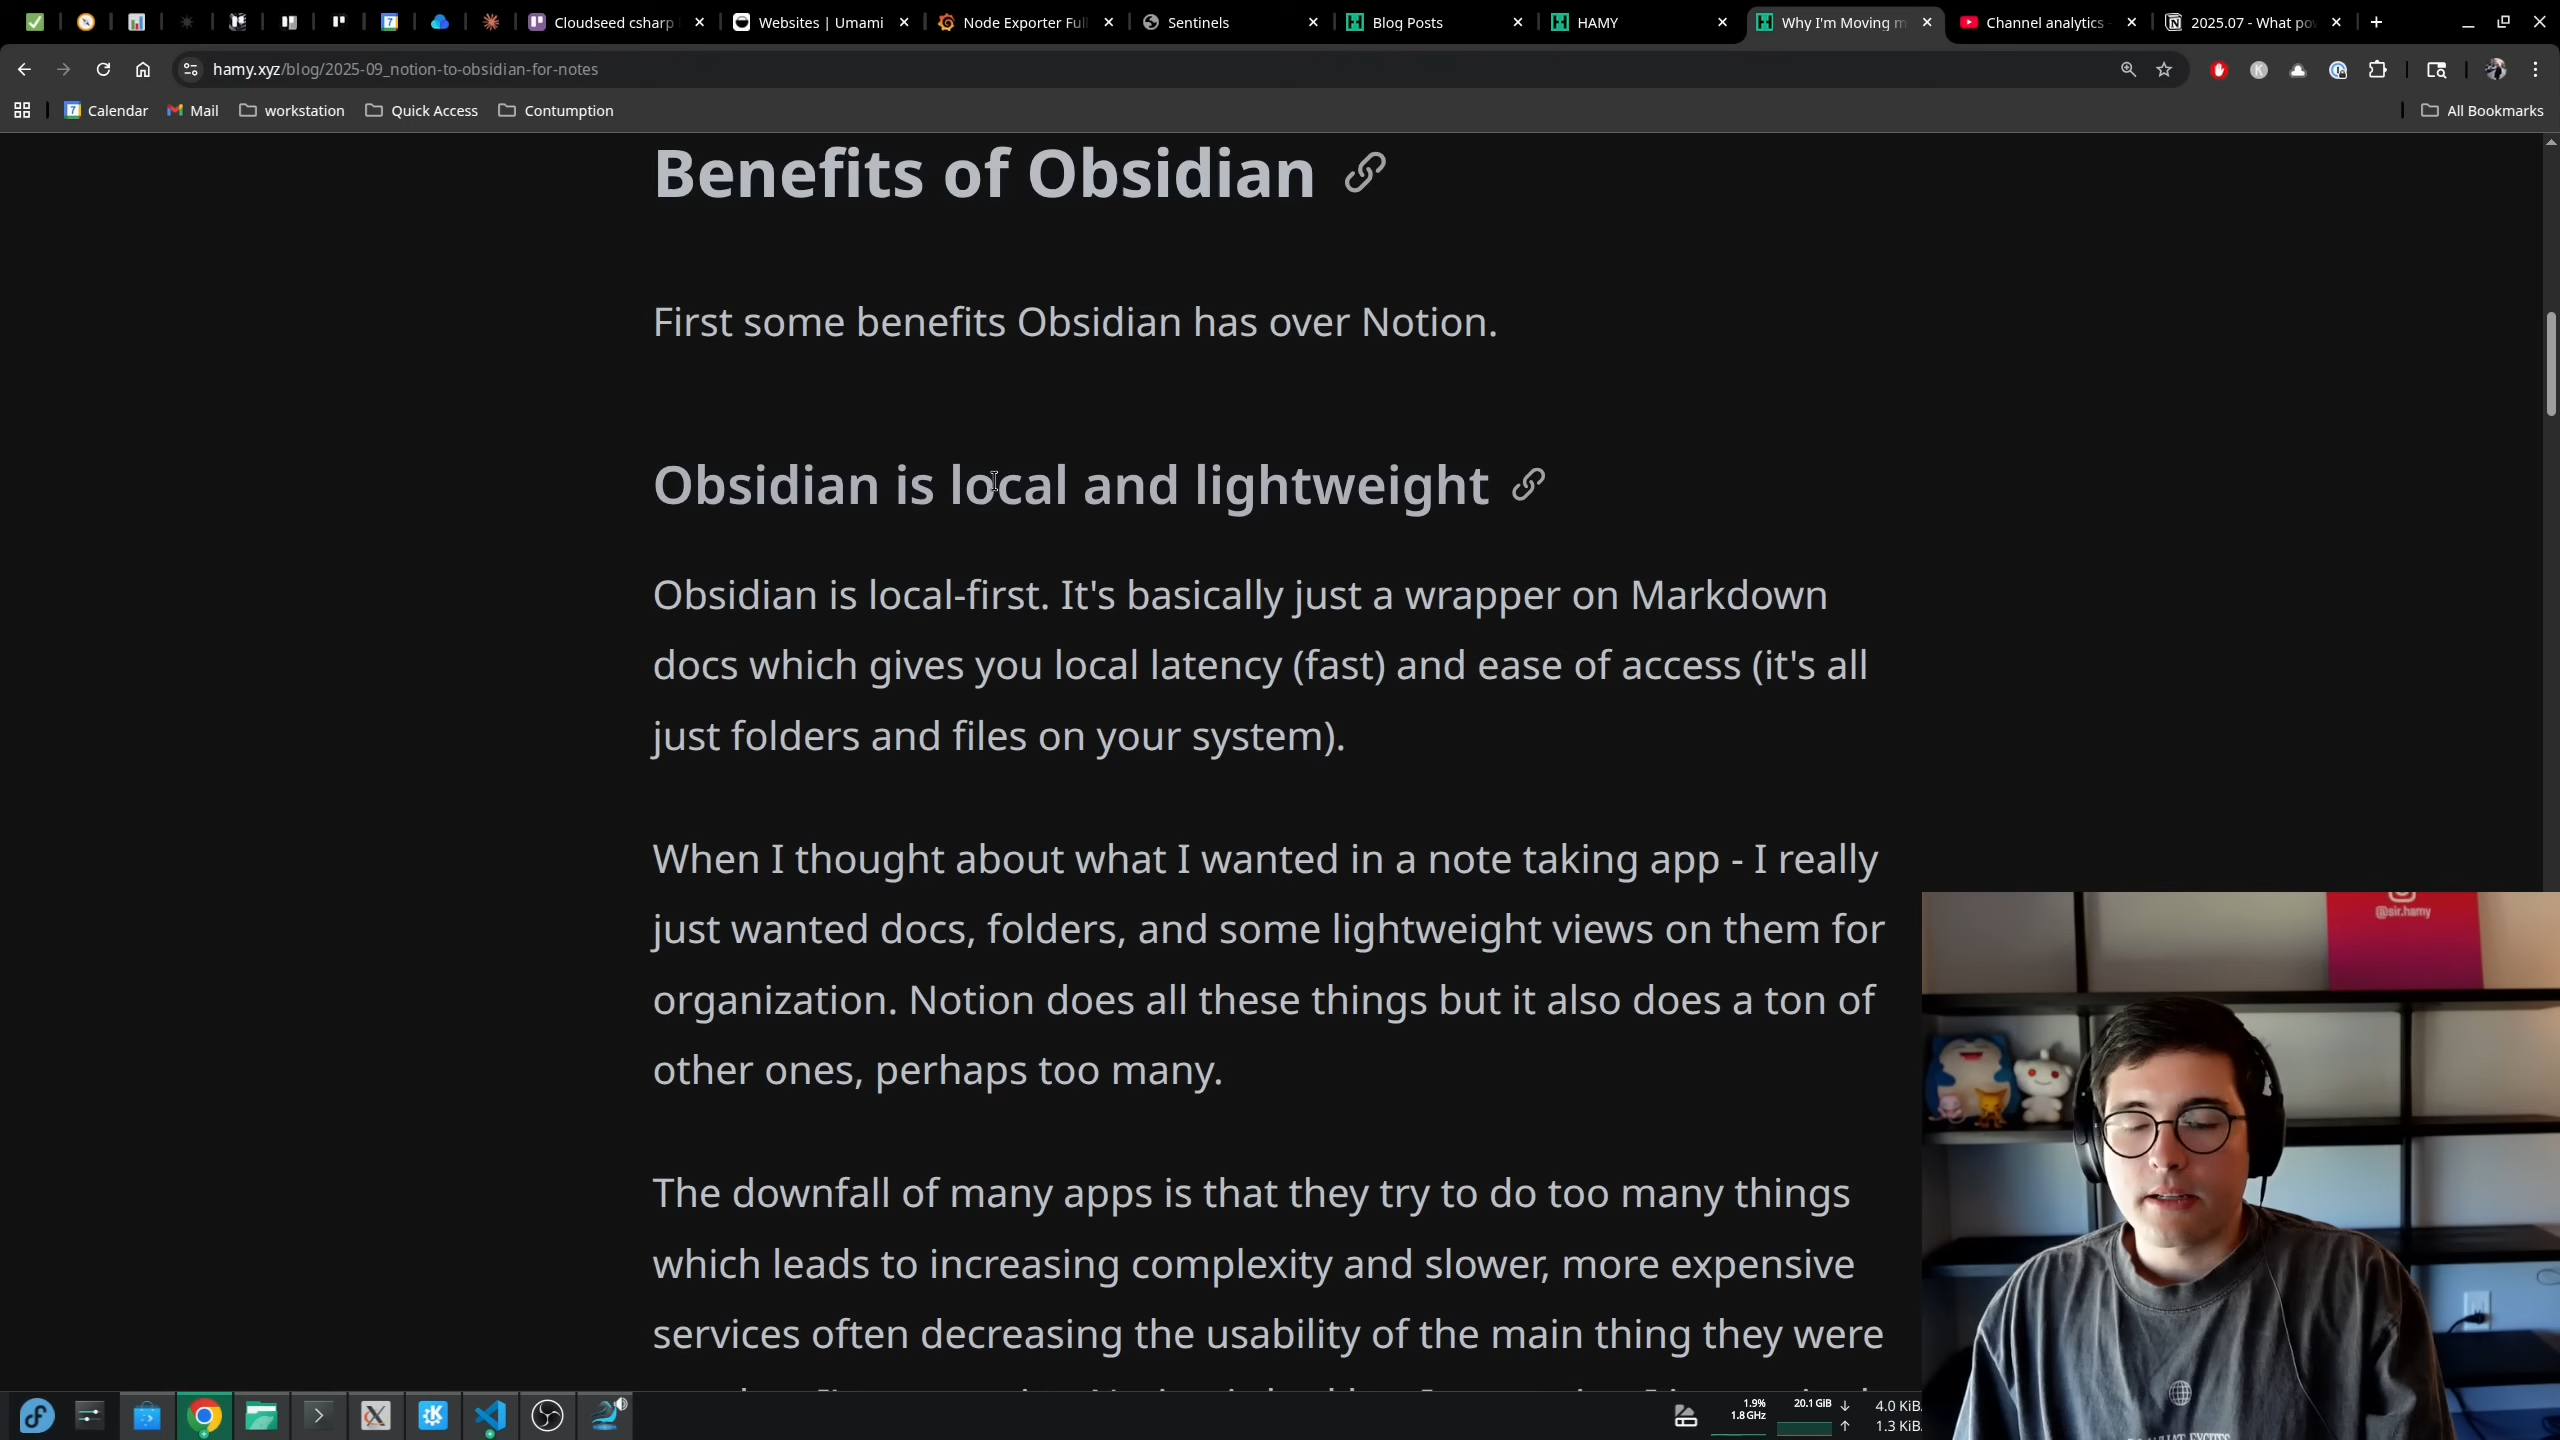 Cloudseed csharp
Websites | Umami
Node Exporter Ful
Sentinels
Blog Posts
HAMY
Why I'm Moving m
Channel analytics -
2025.07 - What po
hamy.xyz/blog/2025-09_notion-to-obsidian-for-notes
Calendar
Mail
workstation
Quick Access
Contumption
All Bookmarks
Benefits of Obsidian
First some benefits Obsidian has over Notion.
Obsidian is local and lightweight
Obsidian is local-first. It's basically just a wrapper on Markdown
docs which gives you local latency (fast) and ease of access (it's all
just folders and files on your system).
When I thought about what I wanted in a note taking app - I really
just wanted docs, folders, and some lightweight views on them for
organization. Notion does all these things but it also does a ton of
other ones, perhaps too many.
The downfall of many apps is that they try to do too many things
which leads to increasing complexity and slower, more expensive
services often decreasing the usability of the main thing they were
@sir.hamy
1.9%
1.8 GHz
20.1 GiB
4.0 KiB
1.3 KiB